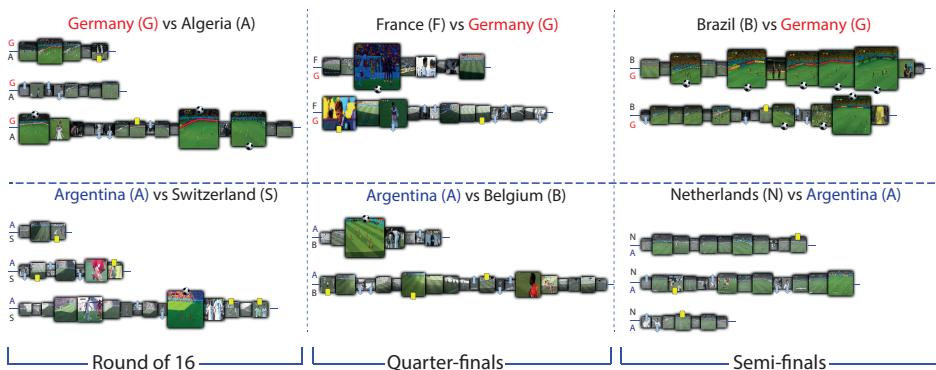 Germany (G) vs Algeria (A)
G
A
G
A
G
A
France (F) vs Germany (G)
F
G
F
G
Brazil (B) vs Germany (G)
B
G
B
G
Argentina (A) vs Switzerland (S)
A
S
A
S
A
S
Argentina (A) vs Belgium (B)
A
B
A
B
Netherlands (N) vs Argentina (A)
N
A
N
A
N
A
Round of 16
Quarter-finals
Semi-finals